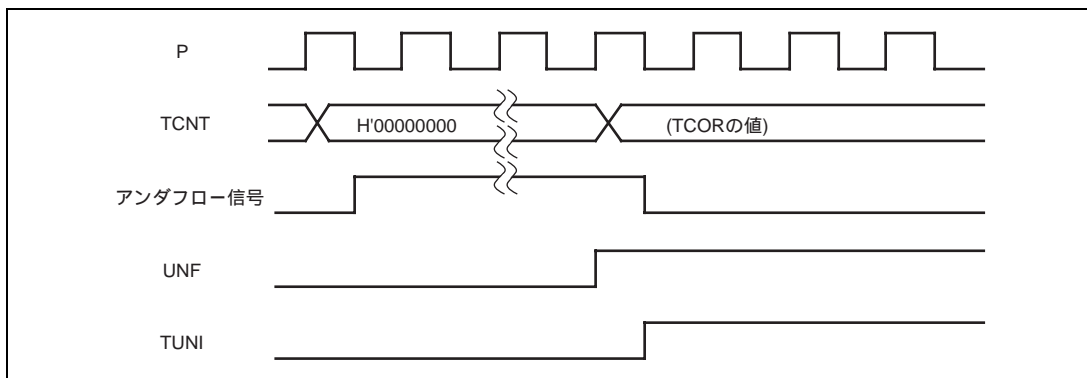 P
TCNT
H'00000000
(TCORの値)
アンダフロー信号
UNF
TUNI